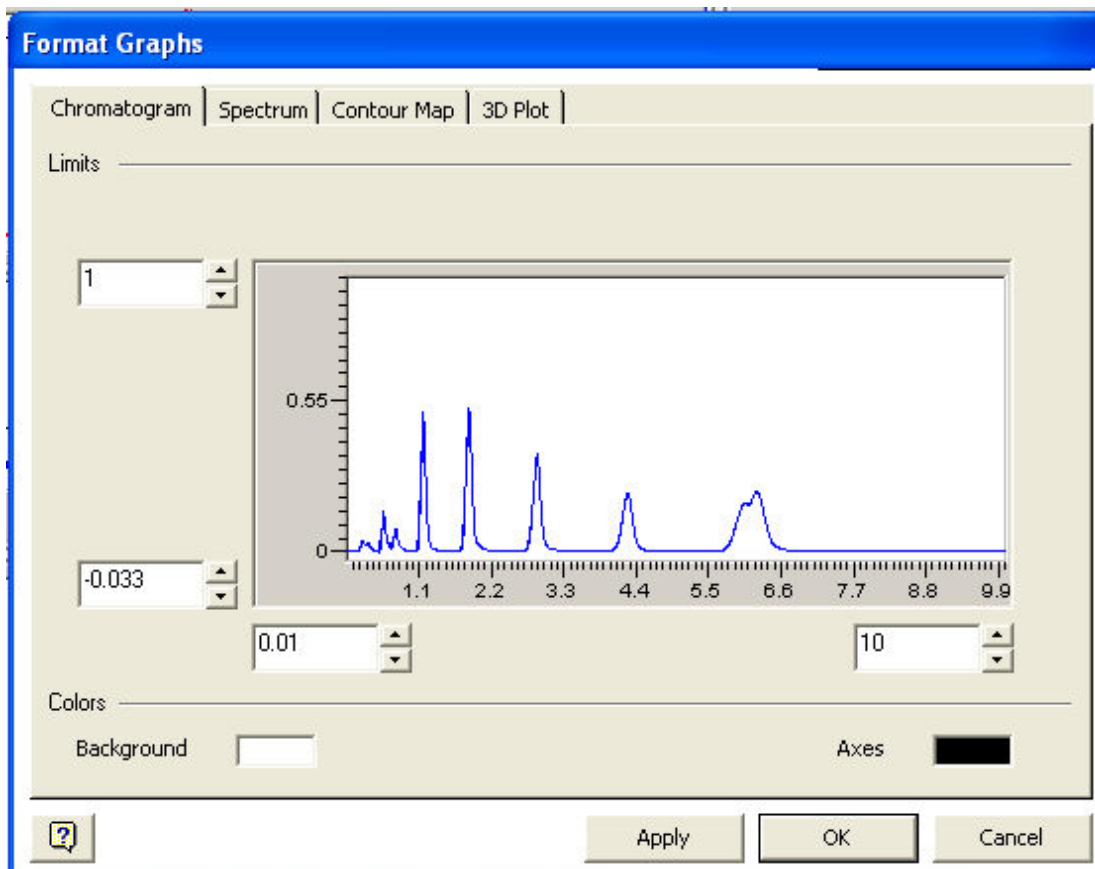 Format Graphs
Chromatogram Spectrum Contour Map 3D Plot
Limits
1
0.55
0
-0.033
1.1 2.2 3.3 4.4 5.5 6.6 7.7 8.8 9.9
0.01 10
Colors
Background Axes
? Apply OK Cancel